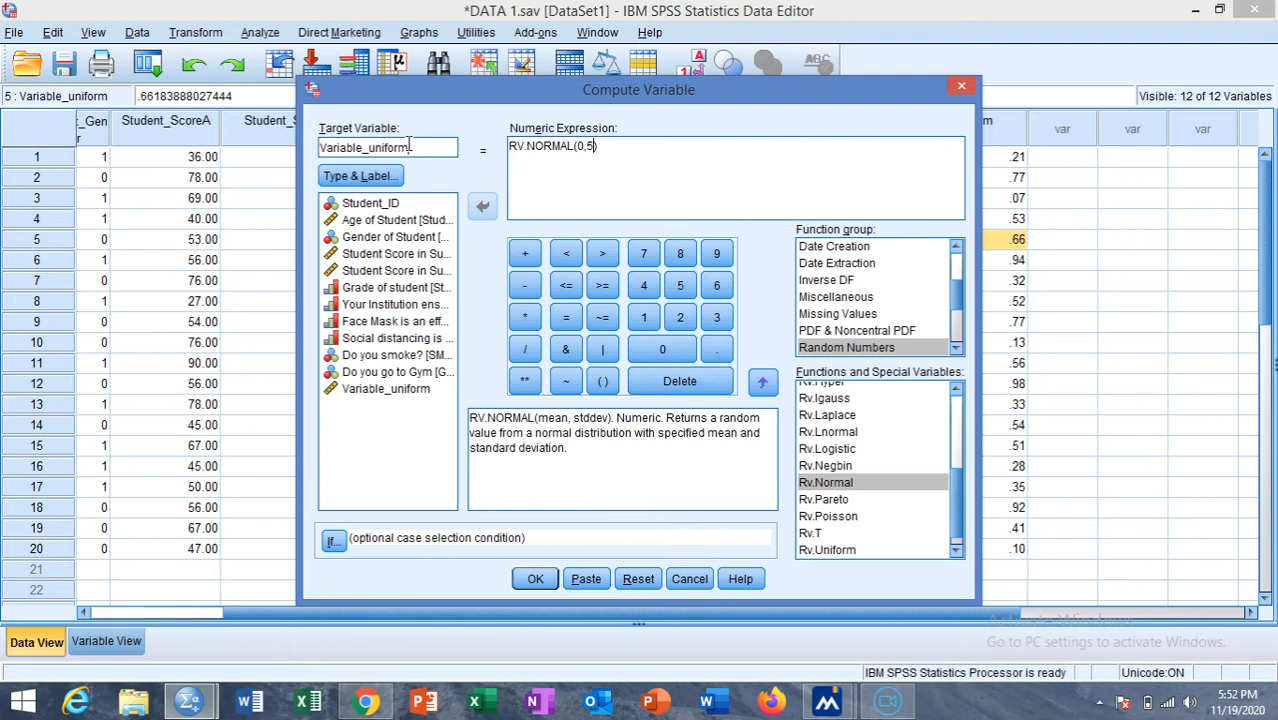 *DATA 1.sav [DataSet1] - IBM SPSS Statistics Data Editor
File Edit View Data Transform Analyze Direct Marketing Graphs Utilities Add-ons Window Help
5 : Variable_uniform .66183888027444 Visible: 12 of 12 Variables
Compute Variable
Target Variable:
Variable_uniform
Type & Label...
=
Numeric Expression:
RV.NORMAL(0,5)
Student_ID
Age of Student [Stud...
Gender of Student [...
Student Score in Su...
Student Score in Su...
Grade of student [St...
Your Institution ens...
Face Mask is an eff...
Social distancing is ...
Do you smoke? [SM...
Do you go to Gym [G...
Variable_uniform
+ < > 7 8 9
- <= >= 4 5 6
* = ~= 1 2 3
/ & | 0 .
** ~ ( ) Delete
Function group:
Date Creation
Date Extraction
Inverse DF
Miscellaneous
Missing Values
PDF & Noncentral PDF
Random Numbers
Functions and Special Variables:
Rv.Hyper
Rv.Igauss
Rv.Laplace
Rv.Lnormal
Rv.Logistic
Rv.Negbin
Rv.Normal
Rv.Pareto
Rv.Poisson
Rv.T
Rv.Uniform
RV.NORMAL(mean, stddev). Numeric. Returns a random
value from a normal distribution with specified mean and
standard deviation.
If... (optional case selection condition)
OK Paste Reset Cancel Help
t_Gen
r Student_ScoreA Student_S m var var var
1 1 36.00 .21
2 0 78.00 .77
3 1 69.00 .07
4 1 40.00 .53
5 0 53.00 .66
6 1 56.00 .94
7 0 76.00 .32
8 1 27.00 .52
9 0 54.00 .77
10 0 76.00 .13
11 1 90.00 .56
12 0 56.00 .98
13 1 78.00 .33
14 0 45.00 .54
15 1 67.00 .51
16 1 45.00 .28
17 1 50.00 .35
18 0 56.00 .92
19 0 67.00 .41
20 0 47.00 .10
21
22
Data View Variable View
Activate Windows
Go to PC settings to activate Windows.
IBM SPSS Statistics Processor is ready Unicode:ON
5:52 PM
11/19/2020